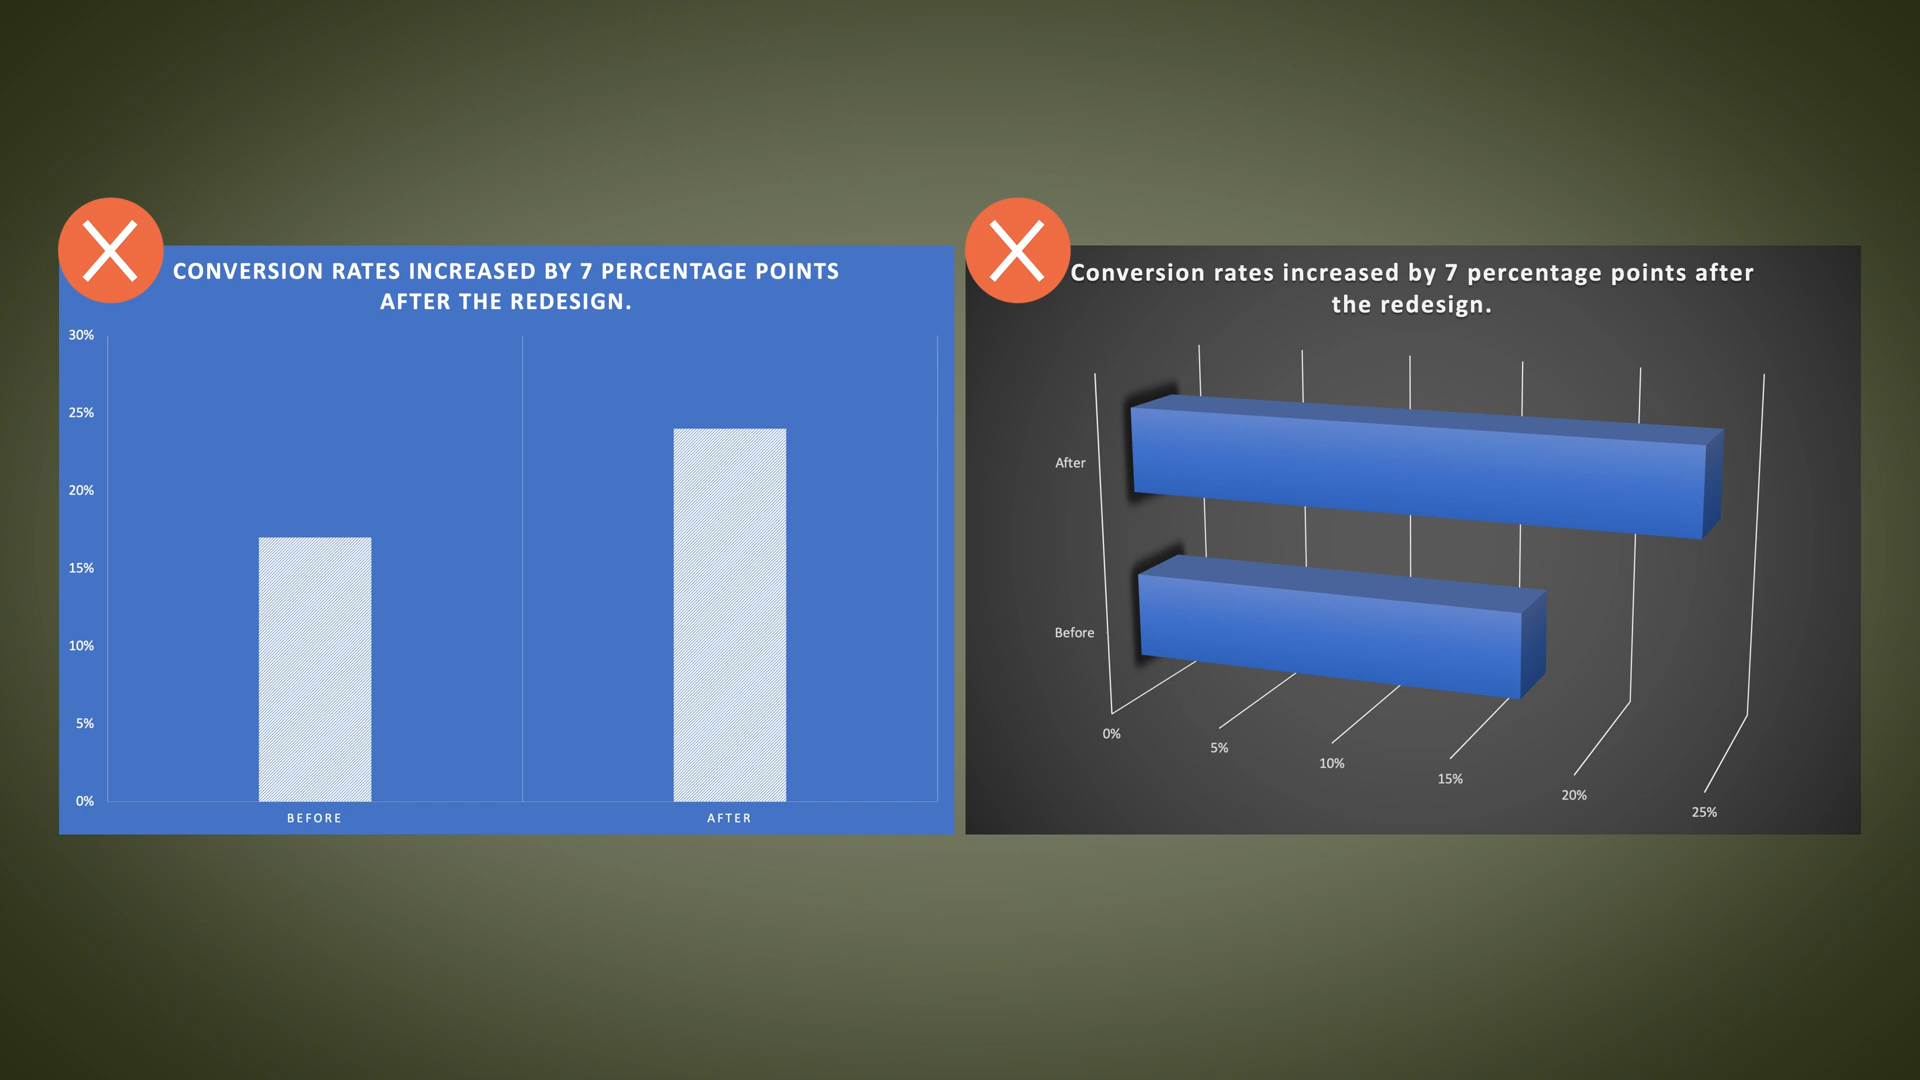 CONVERSION RATES INCREASED BY 7 PERCENTAGE POINTS
AFTER THE REDESIGN.
30%
25%
20%
15%
10%
5%
0%
BEFORE
AFTER
Conversion rates increased by 7 percentage points after
the redesign.
After
Before
0%
5%
10%
15%
20%
25%